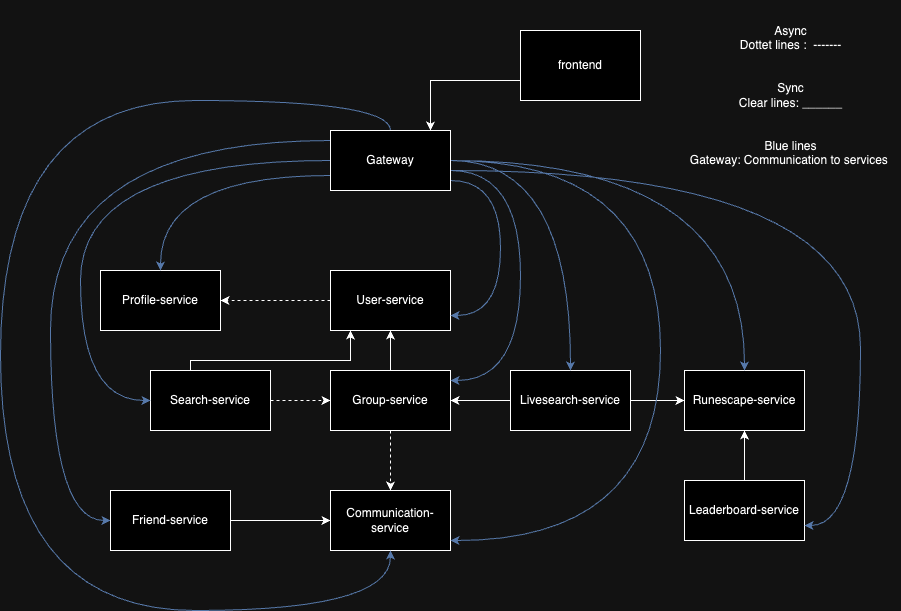 Async
Dottet lines : -------
frontend
Sync
Clear lines: ______
Blue lines
Gateway: Communication to services
Gateway
Profile-service
User-service
Search-service
Group-service
Livesearch-service
Runescape-service
Friend-service
Communication-
service
Leaderboard-service